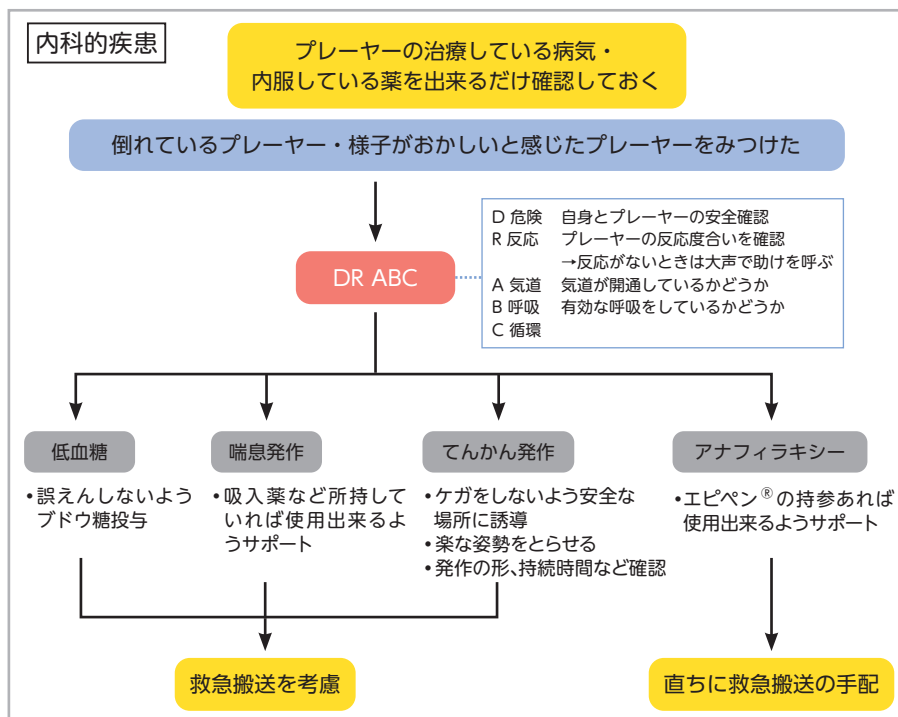 内科的疾患
プレーヤーの治療している病気・
内服している薬を出来るだけ確認しておく
倒れているプレーヤー・様子がおかしいと感じたプレーヤーをみつけた
DR ABC
D 危険 自身とプレーヤーの安全確認
R 反応 プレーヤーの反応度合いを確認
→反応がないときは大声で助けを呼ぶ
A 気道 気道が開通しているかどうか
B 呼吸 有効な呼吸をしているかどうか
C 循環
低血糖
・誤えんしないよう
ブドウ糖投与
喘息発作
・吸入薬など所持して
いれば使用出来るよ
うサポート
てんかん発作
・ケガをしないよう安全な
場所に誘導
・楽な姿勢をとらせる
・発作の形、持続時間など確認
アナフィラキシー
・エピペン®の持参あれば
使用出来るようサポート
救急搬送を考慮
直ちに救急搬送の手配